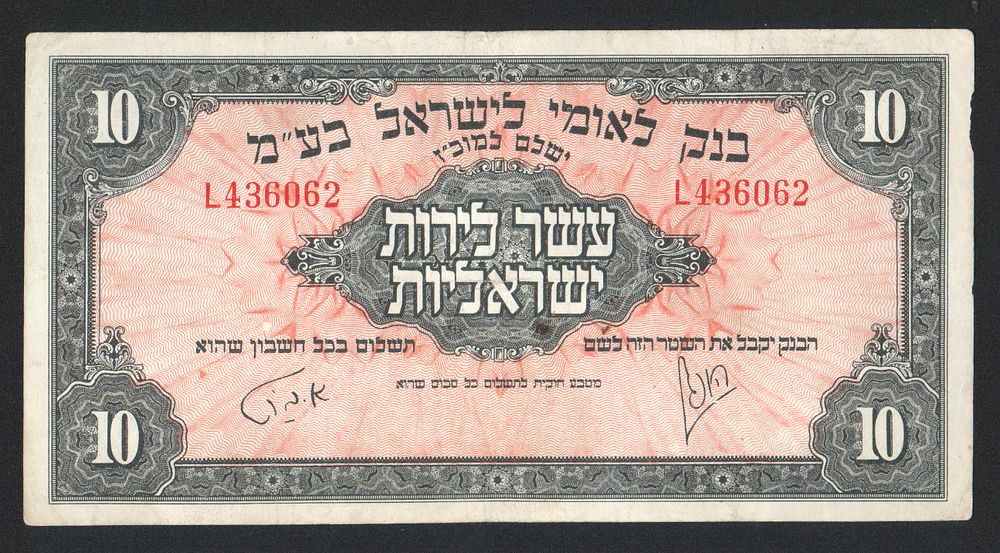 10 10
בנק לאומי לישראל בע"מ
ישלם למוכ"ז
L436062 L436062
עשר לירות
ישראליות
הבנק יקבל את השטר הזה לשם תשלום בכל חשבון שהוא
מטבע חוקית לתשלום כל סכום שהוא
10 10